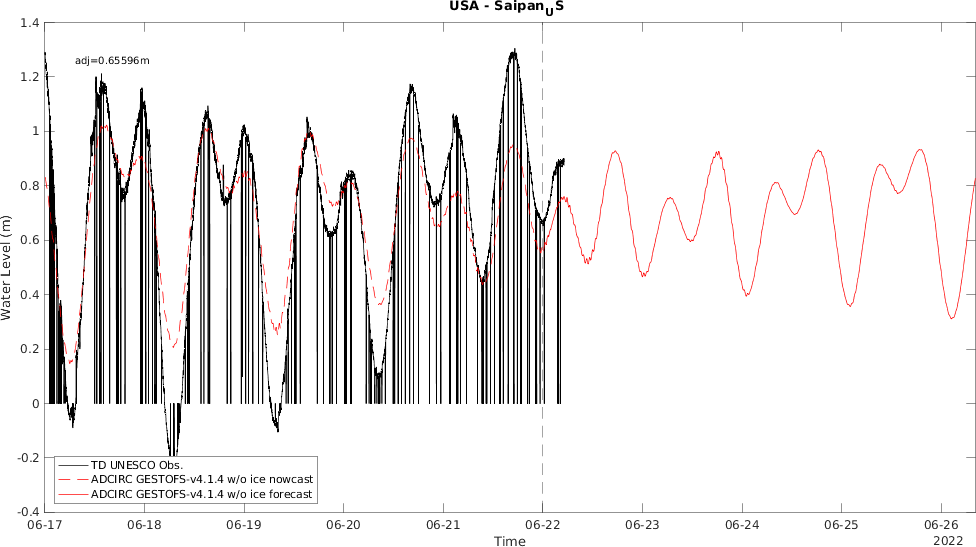 USA - Saipan_US
1.4
1.2
1
0.8
0.6
0.4
0.2
0
-0.2
-0.4
Water Level (m)
adj=0.65596m
TD UNESCO Obs.
ADCIRC GESTOFS-v4.1.4 w/o ice nowcast
ADCIRC GESTOFS-v4.1.4 w/o ice forecast
06-17 06-18 06-19 06-20 06-21 06-22 06-23 06-24 06-25 06-26
Time 2022